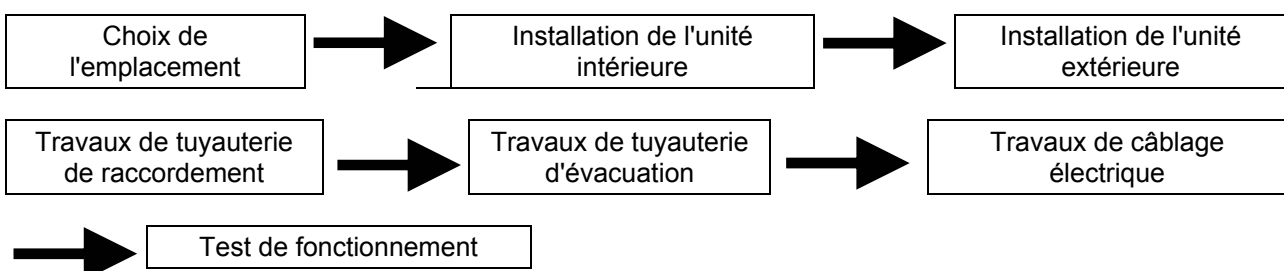 Choix de
l'emplacement
Installation de l'unité
intérieure
Installation de l'unité
extérieure
Travaux de tuyauterie
de raccordement
Travaux de tuyauterie
d'évacuation
Travaux de câblage
électrique
Test de fonctionnement